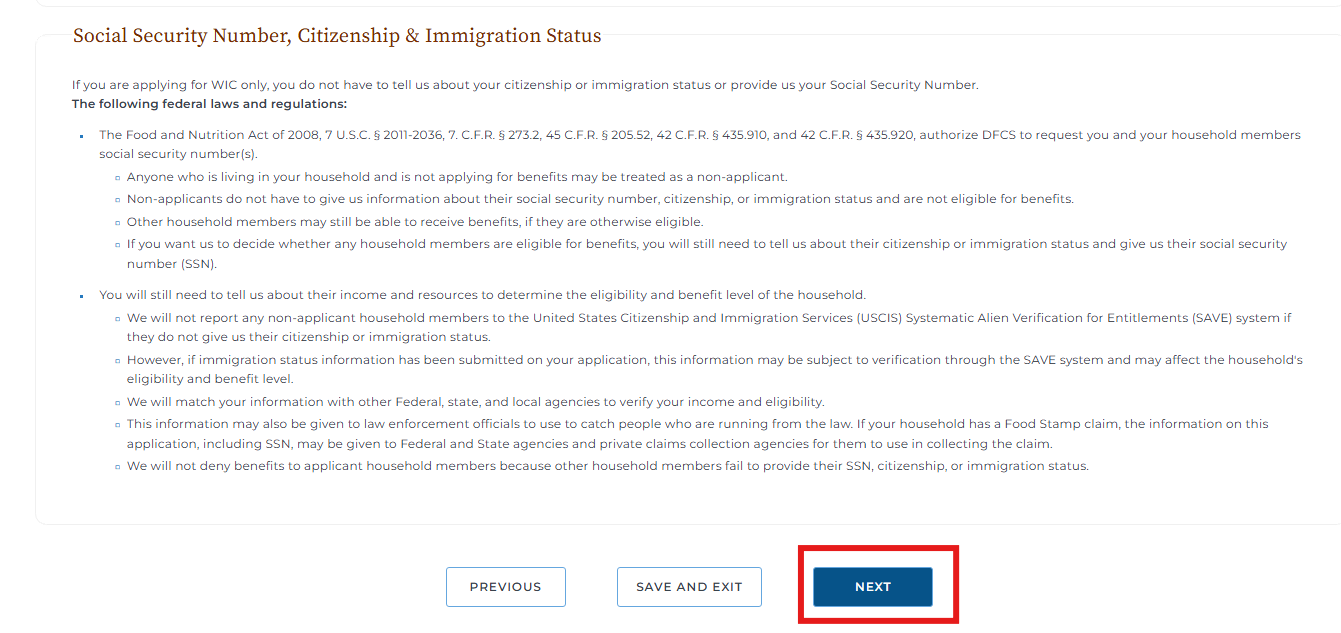 Social Security Number, Citizenship & Immigration Status
If you are applying for WIC only, you do not have to tell us about your citizenship or immigration status or provide us your Social Security Number.
The following federal laws and regulations:
The Food and Nutrition Act of 2008, 7 U.S.C. § 2011-2036, 7. C.F.R. § 273.2, 45 C.F.R. § 205.52, 42 C.F.R. § 435.910, and 42 C.F.R. § 435.920, authorize DFCS to request you and your household members
social security number(s).
Anyone who is living in your household and is not applying for benefits may be treated as a non-applicant.
Non-applicants do not have to give us information about their social security number, citizenship, or immigration status and are not eligible for benefits.
Other household members may still be able to receive benefits, if they are otherwise eligible.
If you want us to decide whether any household members are eligible for benefits, you will still need to tell us about their citizenship or immigration status and give us their social security
number (SSN).
You will still need to tell us about their income and resources to determine the eligibility and benefit level of the household.
We will not report any non-applicant household members to the United States Citizenship and Immigration Services (USCIS) Systematic Alien Verification for Entitlements (SAVE) system if
they do not give us their citizenship or immigration status.
However, if immigration status information has been submitted on your application, this information may be subject to verification through the SAVE system and may affect the household's
eligibility and benefit level.
We will match your information with other Federal, state, and local agencies to verify your income and eligibility.
This information may also be given to law enforcement officials to use to catch people who are running from the law. If your household has a Food Stamp claim, the information on this
application, including SSN, may be given to Federal and State agencies and private claims collection agencies for them to use in collecting the claim.
We will not deny benefits to applicant household members because other household members fail to provide their SSN, citizenship, or immigration status.
PREVIOUS
SAVE AND EXIT
NEXT